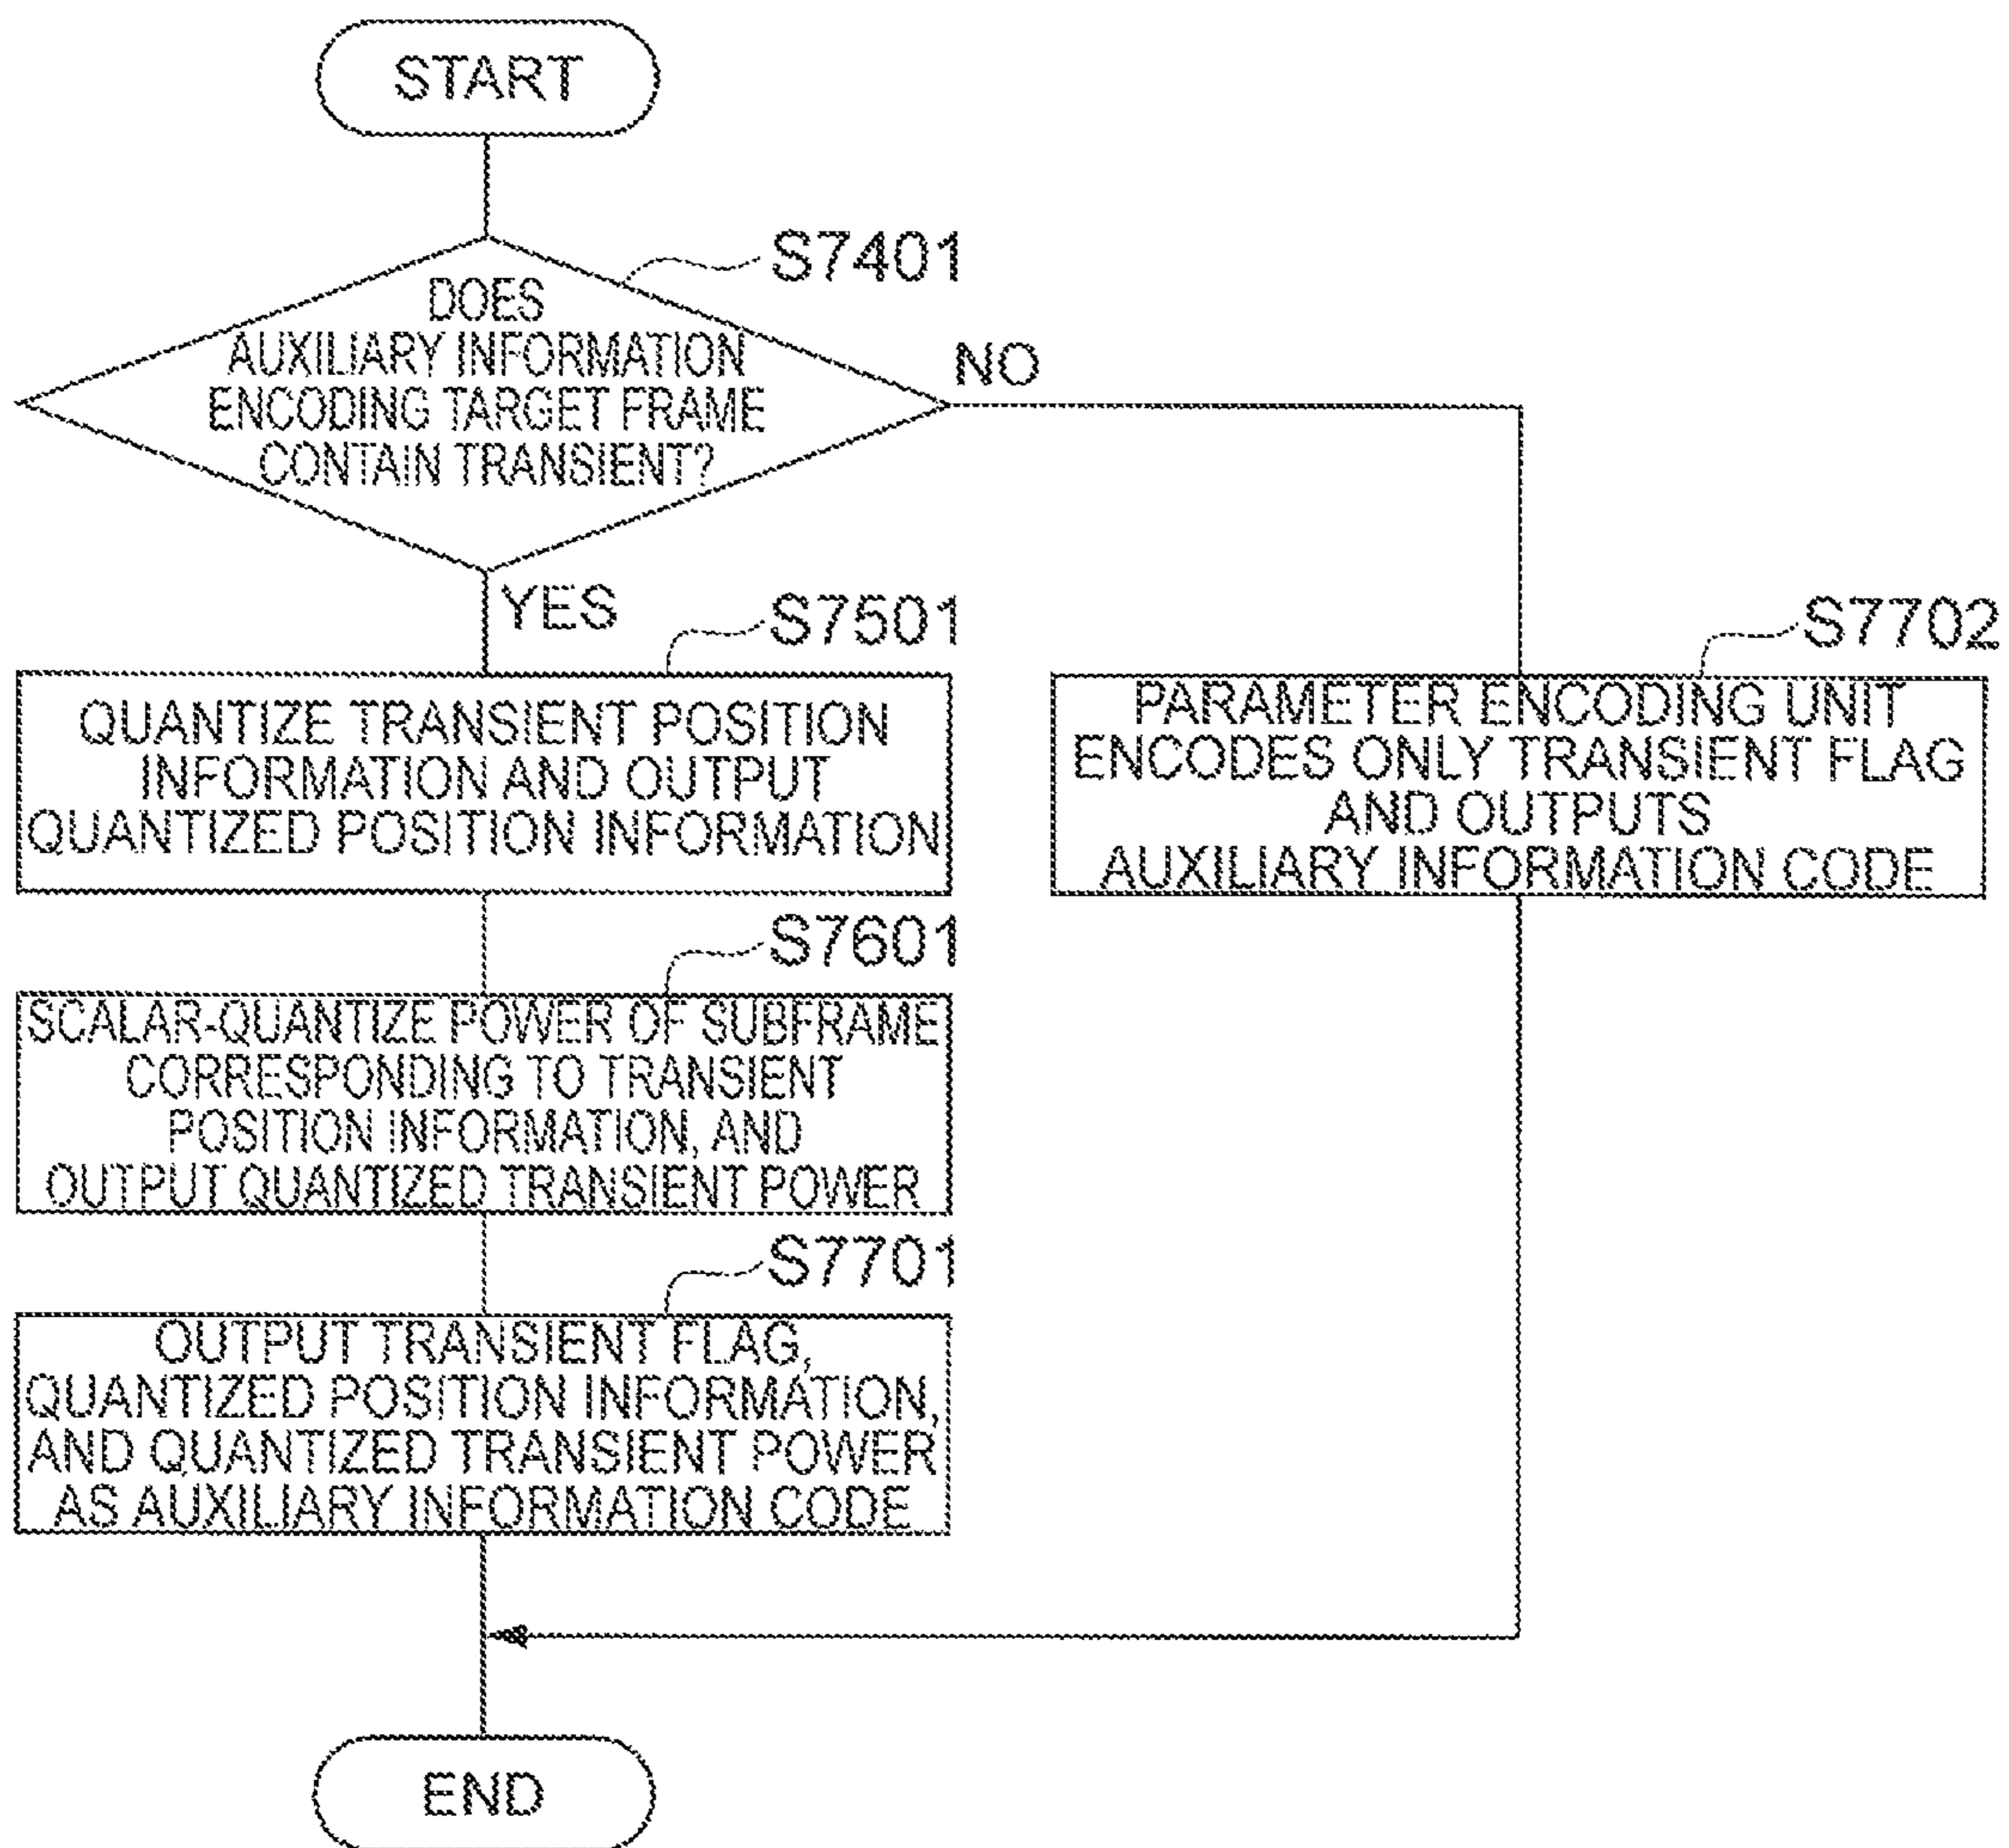 START
S7401
DOES
AUXILIARY INFORMATION
ENCODING TARGET FRAME
CONTAIN TRANSIENT?
NO
YES
S7501
QUANTIZE TRANSIENT POSITION
INFORMATION AND OUTPUT
QUANTIZED POSITION INFORMATION
S7702
PARAMETER ENCODING UNIT
ENCODES ONLY TRANSIENT FLAG
AND OUTPUTS
AUXILIARY INFORMATION CODE
S7601
SCALAR-QUANTIZE POWER OF SUBFRAME
CORRESPONDING TO TRANSIENT
POSITION INFORMATION, AND
OUTPUT QUANTIZED TRANSIENT POWER
S7701
OUTPUT TRANSIENT FLAG,
QUANTIZED POSITION INFORMATION,
AND QUANTIZED TRANSIENT POWER
AS AUXILIARY INFORMATION CODE
END